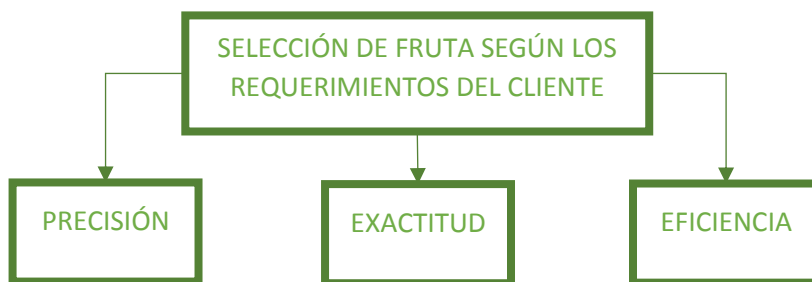 SELECCIÓN DE FRUTA SEGÚN LOS
REQUERIMIENTOS DEL CLIENTE
PRECISIÓN
EXACTITUD
EFICIENCIA